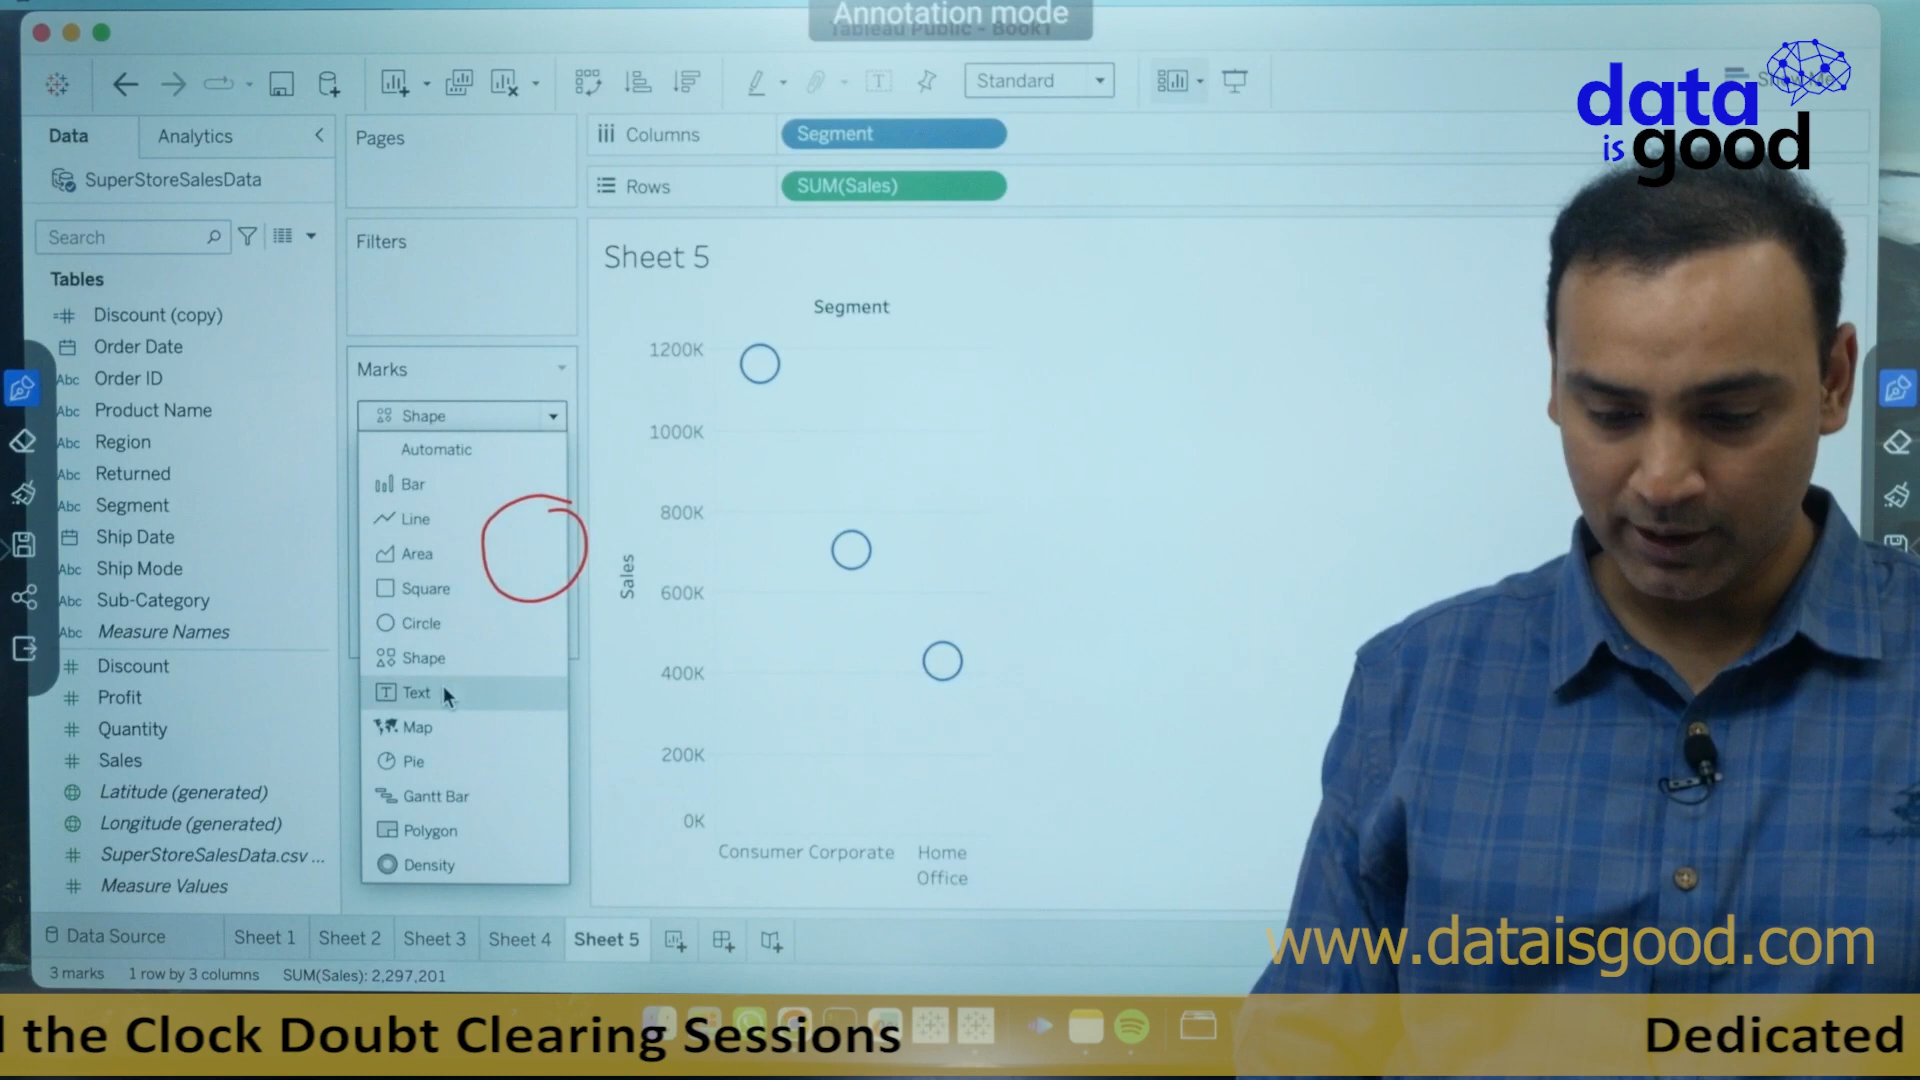 Annotation mode
Tableau Public - Book1
Standard
data
is good
Data
Analytics
Pages
Columns
Segment
SuperStoreSalesData
Rows
SUM(Sales)
Search
Filters
Sheet 5
Tables
Segment
Discount (copy)
Order Date
Order ID
Product Name
Region
Returned
Segment
Ship Date
Ship Mode
Sub-Category
Measure Names
Discount
Profit
Quantity
Sales
Latitude (generated)
Longitude (generated)
SuperStoreSalesData.csv ...
Measure Values
Marks
Shape
Automatic
Bar
Line
Area
Square
Circle
Shape
Text
Map
Pie
Gantt Bar
Polygon
Density
1200K
1000K
800K
600K
400K
200K
0K
Sales
Consumer Corporate Home
Office
Data Source
Sheet 1
Sheet 2
Sheet 3
Sheet 4
Sheet 5
3 marks
1 row by 3 columns
SUM(Sales): 2,297,201
www.dataisgood.com
the Clock Doubt Clearing Sessions
Dedicated